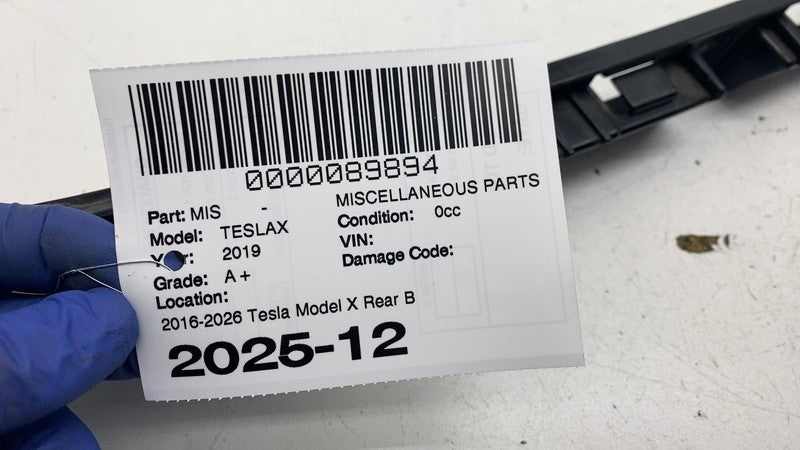 0000089894
Part: MIS - MISCELLANEOUS PARTS
Model: TESLAX Condition: 0cc
2019 VIN:
Grade: A+ Damage Code:
Location:
2016-2026 Tesla Model X Rear B
2025-12